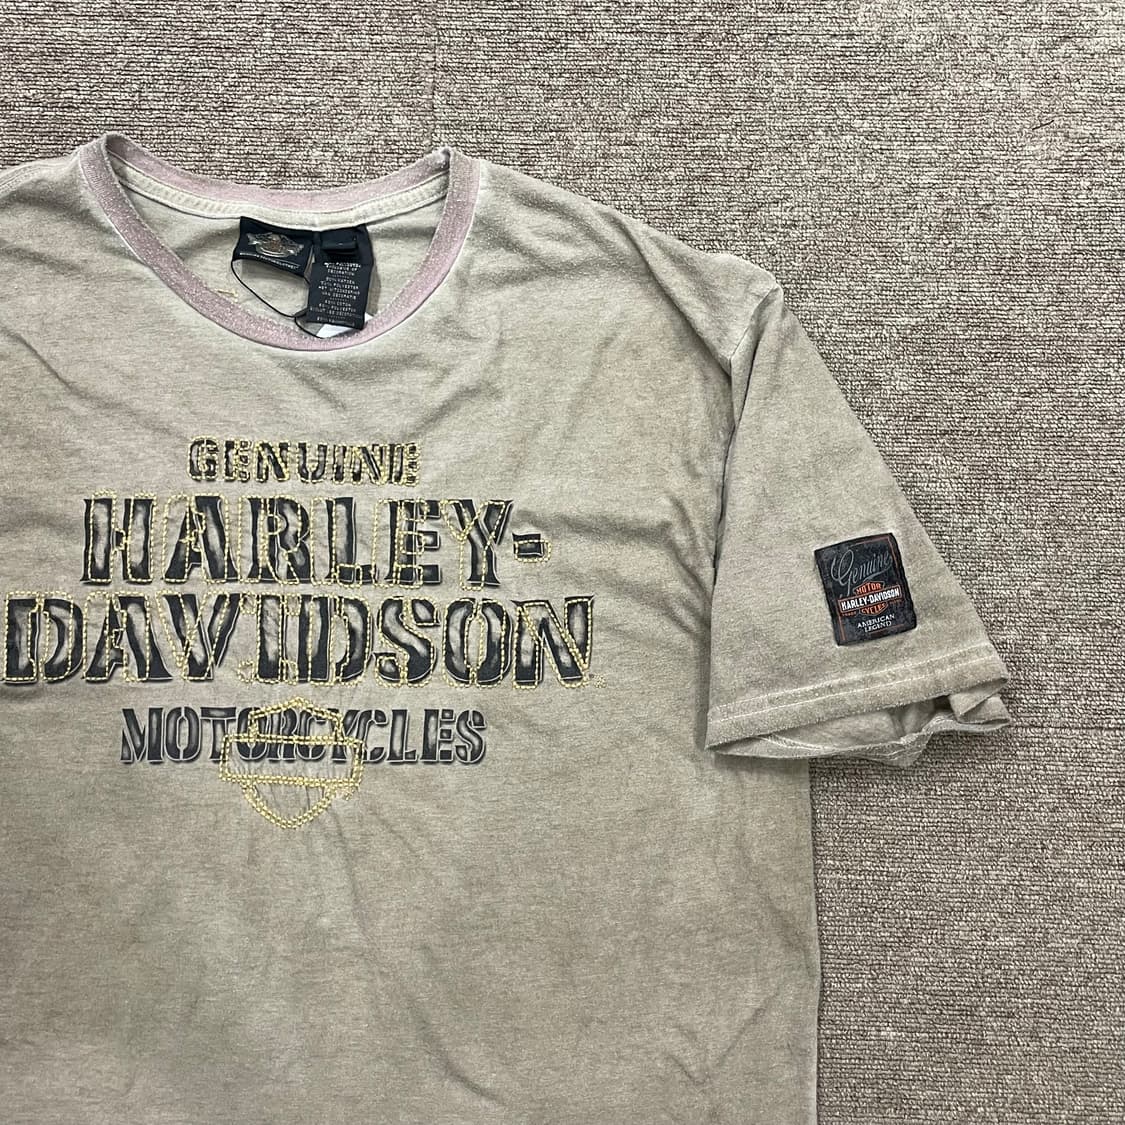 GENUINE
HARLEY-
DAVIDSON
MOTORCYCLES
Genuine
MOTOR
HARLEY-DAVIDSON
CYCLES
AMERICAN
LEGEND